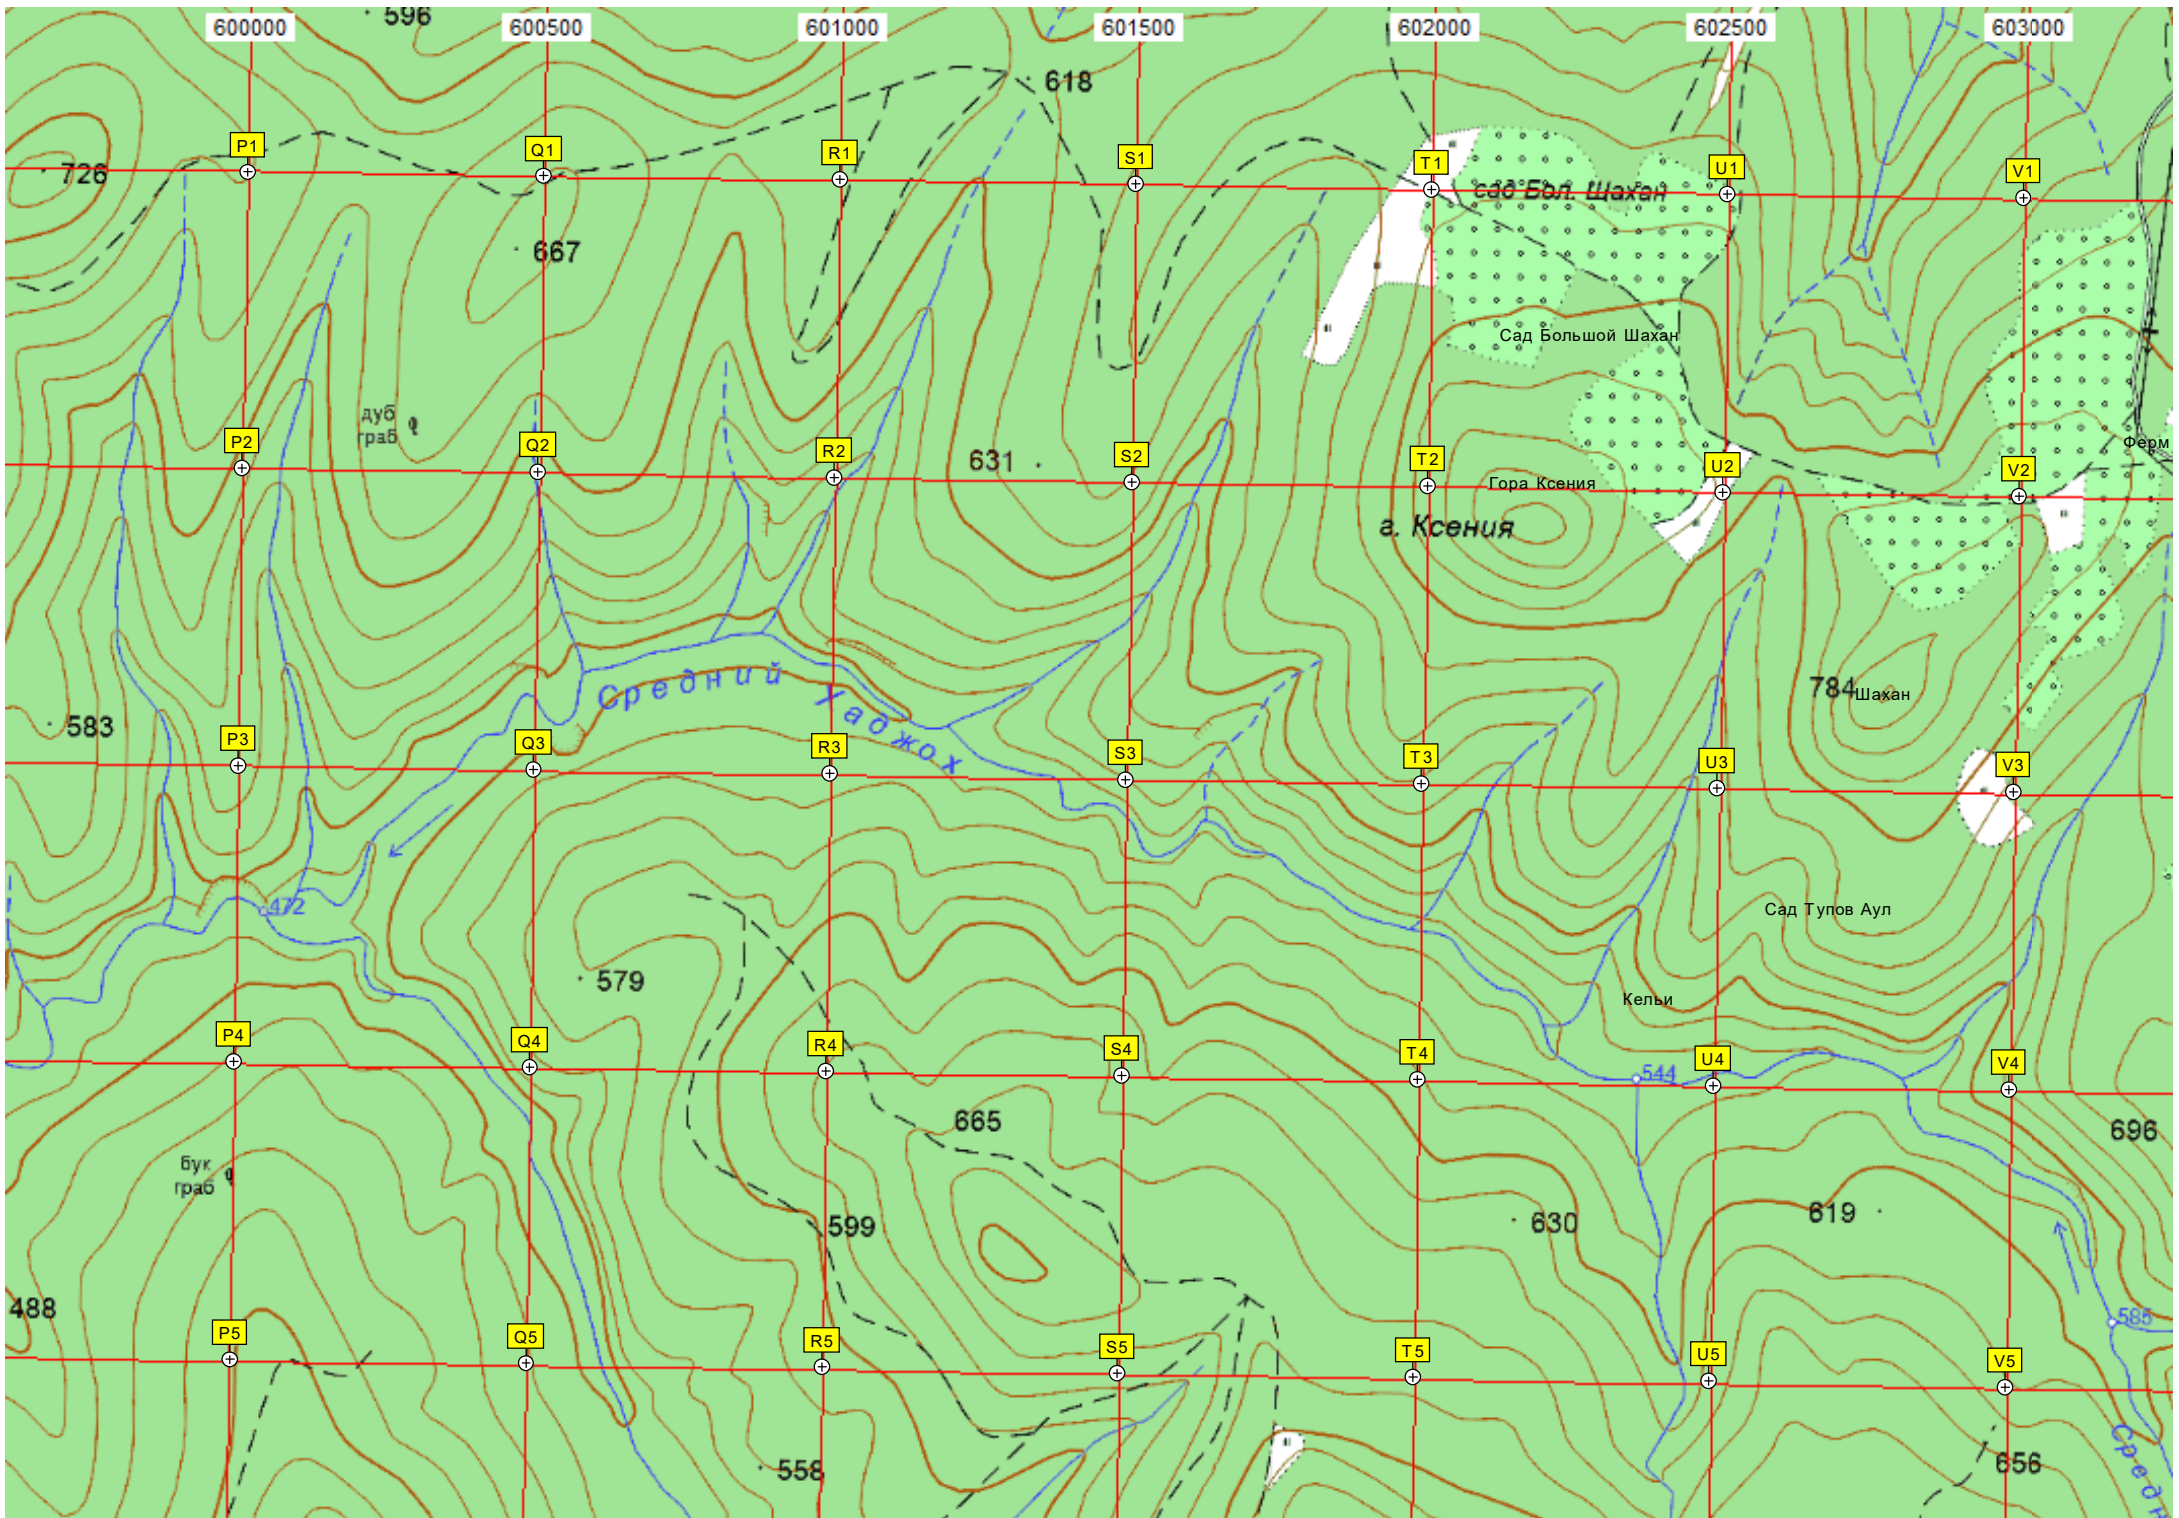 596
600000 600500 601000 601500 602000 602500 603000
618
P1 Q1 R1 S1 T1 U1 V1
726
сад Бол. Шахан
667
Сад Большой Шахан
дуб
граб
P2 Q2 R2 S2 T2 U2 V2
Ферм
631
Гора Ксения
г. Ксения
Средний Хаджох
784
Шахан
583
P3 Q3 R3 S3 T3 U3 V3
472
Сад Тупов Аул
579
Кельи
P4 Q4 R4 S4 T4 U4 V4
544
665
696
бук
граб
599
630
619
488
585
P5 Q5 R5 S5 T5 U5 V5
558
656
Средн